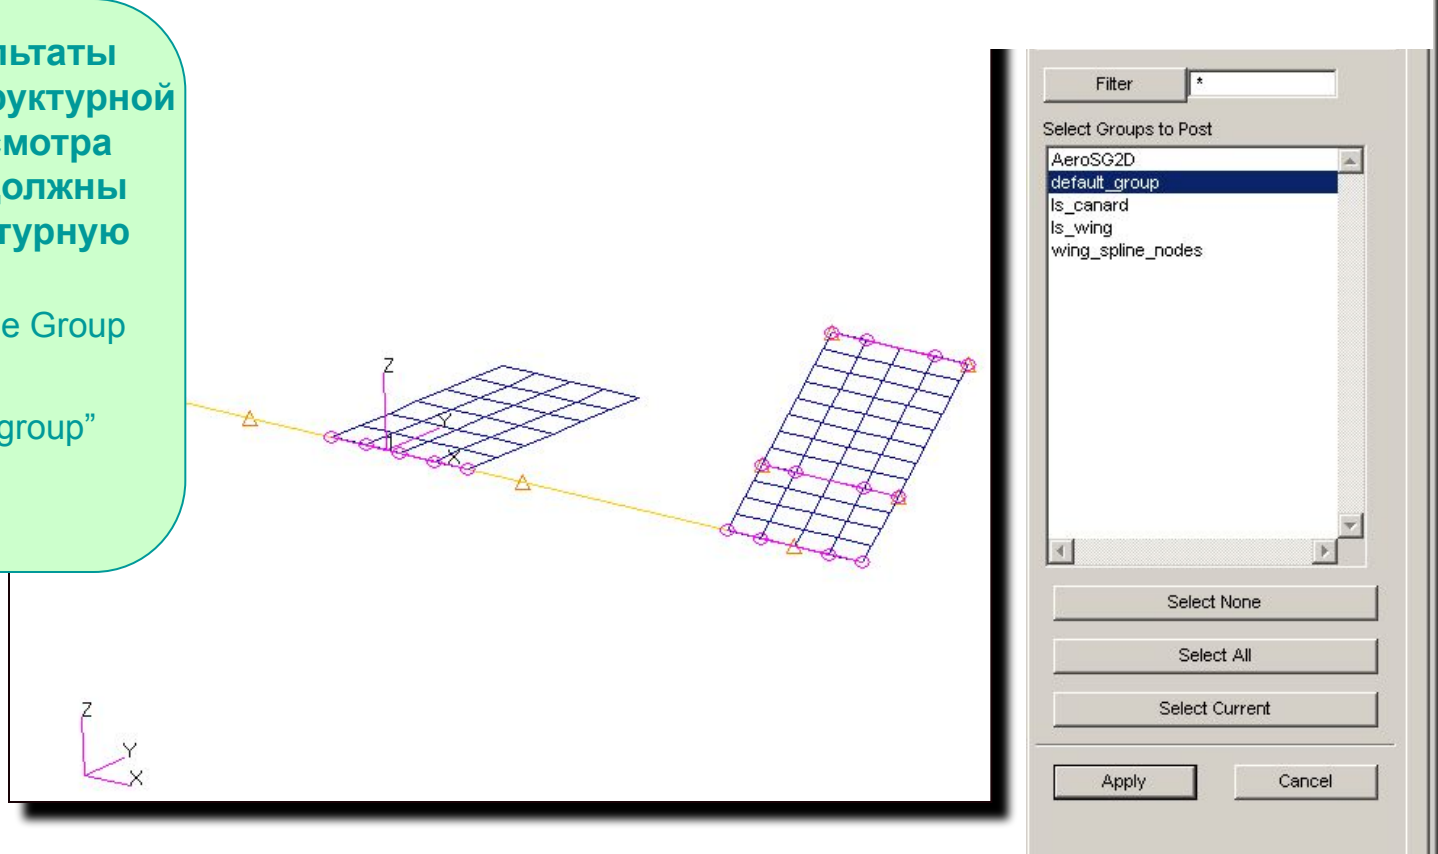 льтаты
руктурной
смотра
должны
турную
e Group
group”
Z
Y
X
Z
Y
X
Filter
*
Select Groups to Post
AeroSG2D
default_group
ls_canard
ls_wing
wing_spline_nodes
Select None
Select All
Select Current
Apply
Cancel